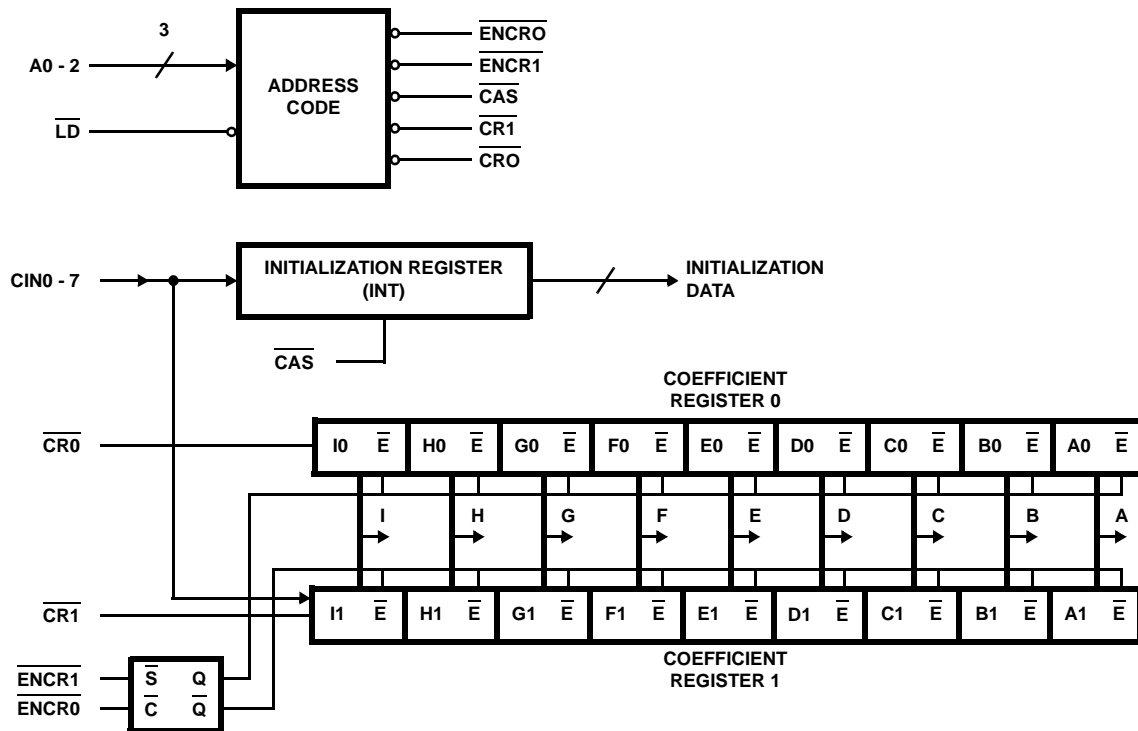 3
A0 - 2
LD
ADDRESS
CODE
ENCRO
ENCR1
CAS
CR1
CRO
CIN0 - 7
INITIALIZATION REGISTER
(INT)
INITIALIZATION
DATA
CAS
COEFFICIENT
REGISTER 0
CR0
I0 E H0 E G0 E F0 E E0 E D0 E C0 E B0 E A0 E
I H G F E D C B A
CR1
I1 E H1 E G1 E F1 E E1 E D1 E C1 E B1 E A1 E
COEFFICIENT
REGISTER 1
ENCR1
S Q
ENCR0
C Q